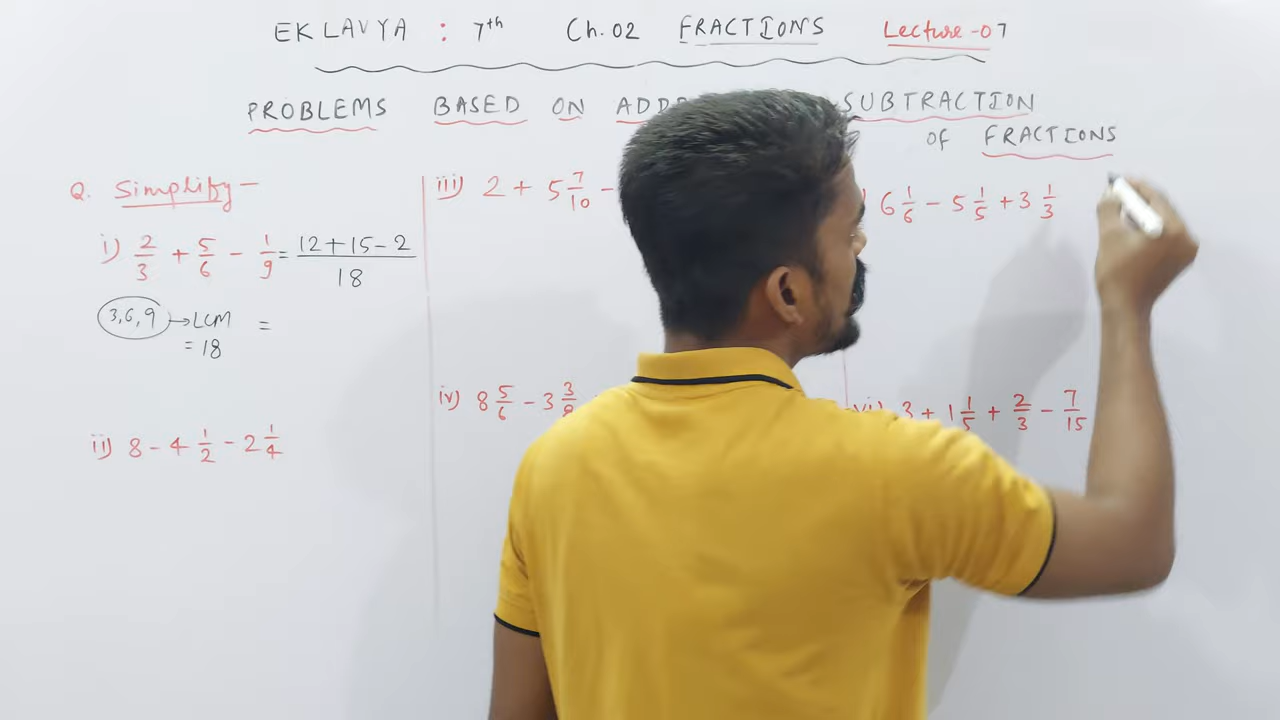 EKLAVYA : 7th Ch. 02 FRACTIONS Lecture-07
PROBLEMS BASED ON ADD SUBTRACTION
OF FRACTIONS
Q. Simplify-
i) 2/3 + 5/6 - 1/9 = 12+15-2/18
3,6,9 → LCM =
= 18
ii) 8 - 4 1/2 - 2 1/4
iii) 2 + 5 7/10 -
iv) 8 5/6 - 3 3/8
) 6 1/6 - 5 1/5 + 3 1/3
vi) 3 + 1 1/5 + 2/3 - 7/15